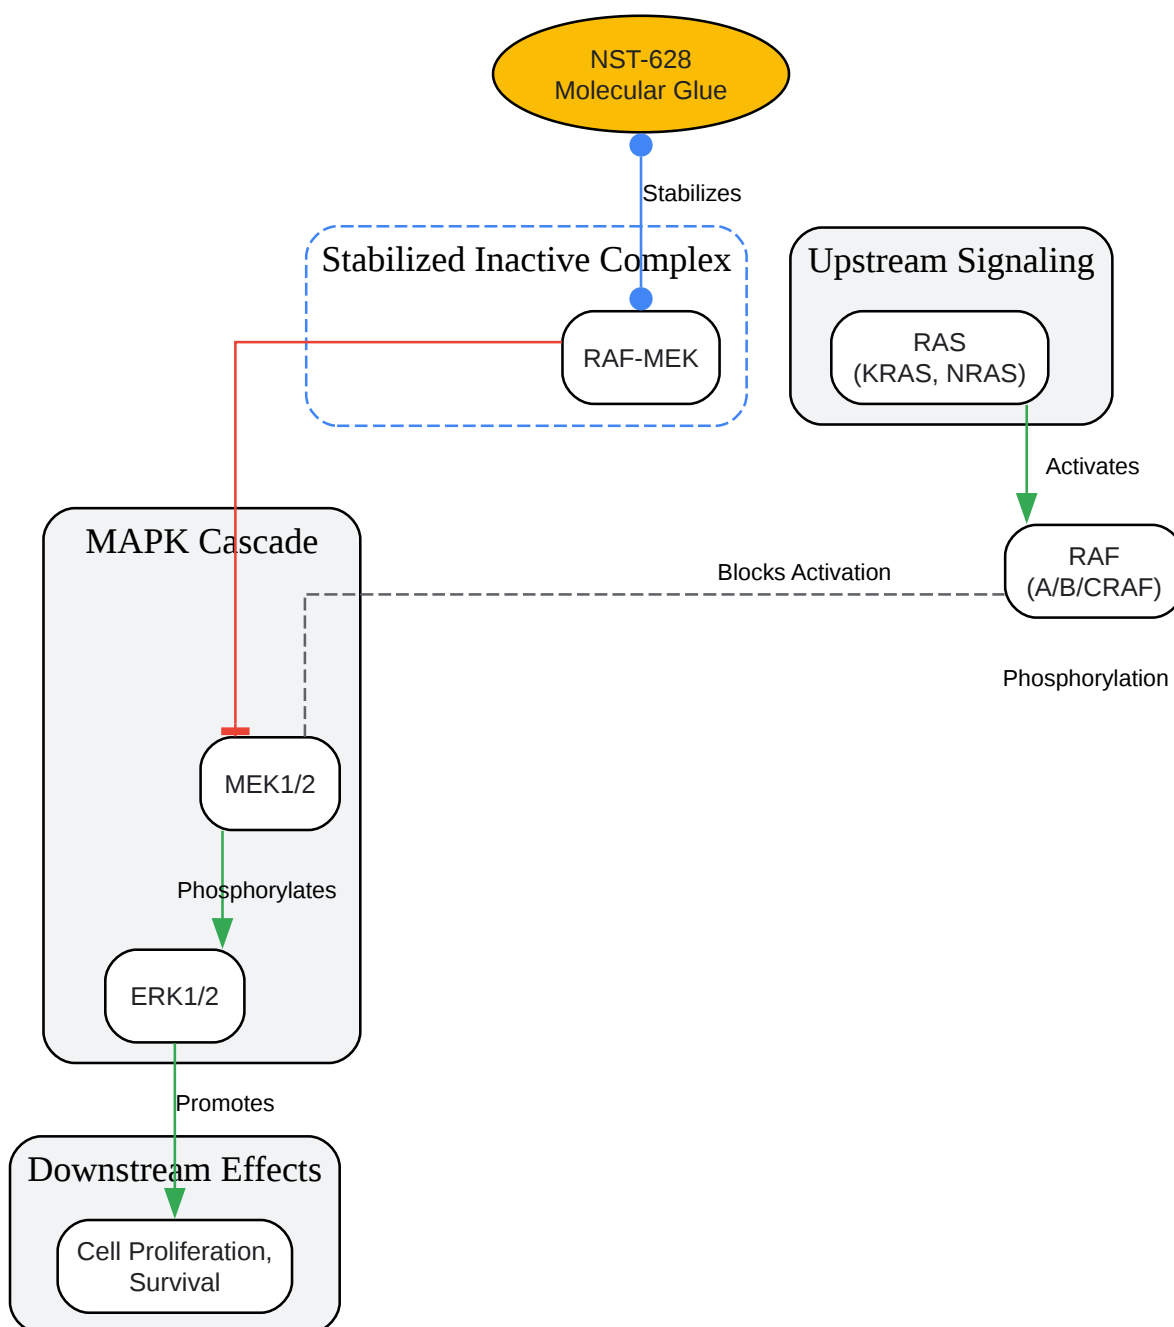 NST-628
Molecular Glue
Stabilizes
Stabilized Inactive Complex
Upstream Signaling
RAF-MEK
RAS
(KRAS, NRAS)
Activates
MAPK Cascade
RAF
(A/B/CRAF)
Blocks Activation
Phosphorylation
MEK1/2
Phosphorylates
ERK1/2
Promotes
Downstream Effects
Cell Proliferation,
Survival